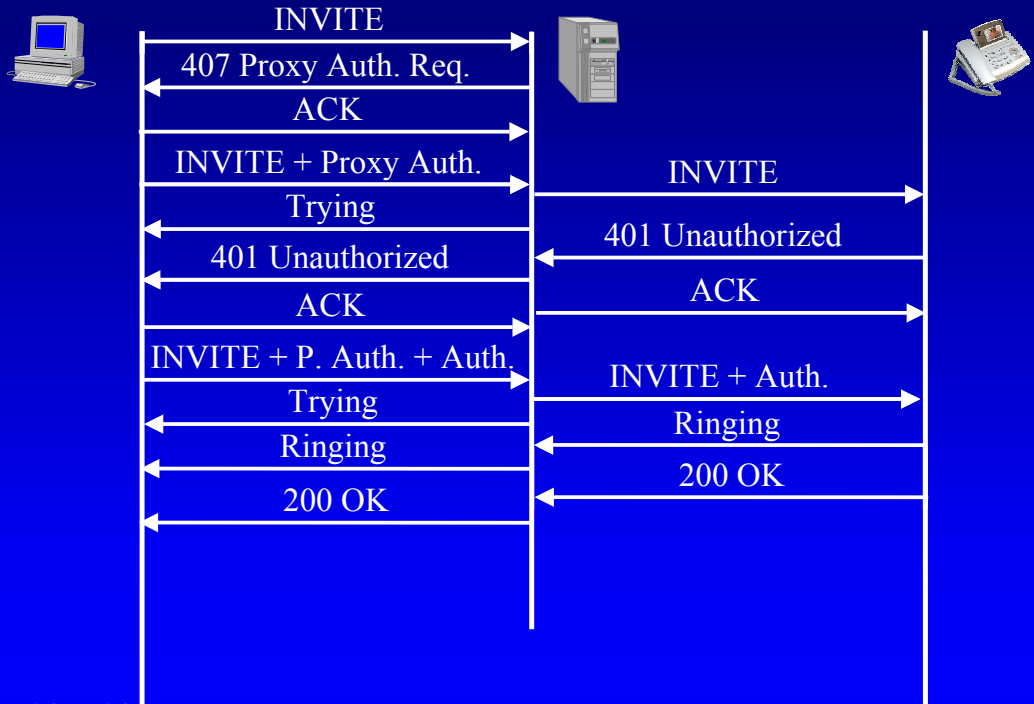 INVITE
407 Proxy Auth. Req.
ACK
INVITE + Proxy Auth.
INVITE
Trying
401 Unauthorized
401 Unauthorized
ACK
ACK
INVITE + P. Auth. + Auth.
INVITE + Auth.
Trying
Ringing
Ringing
200 OK
200 OK